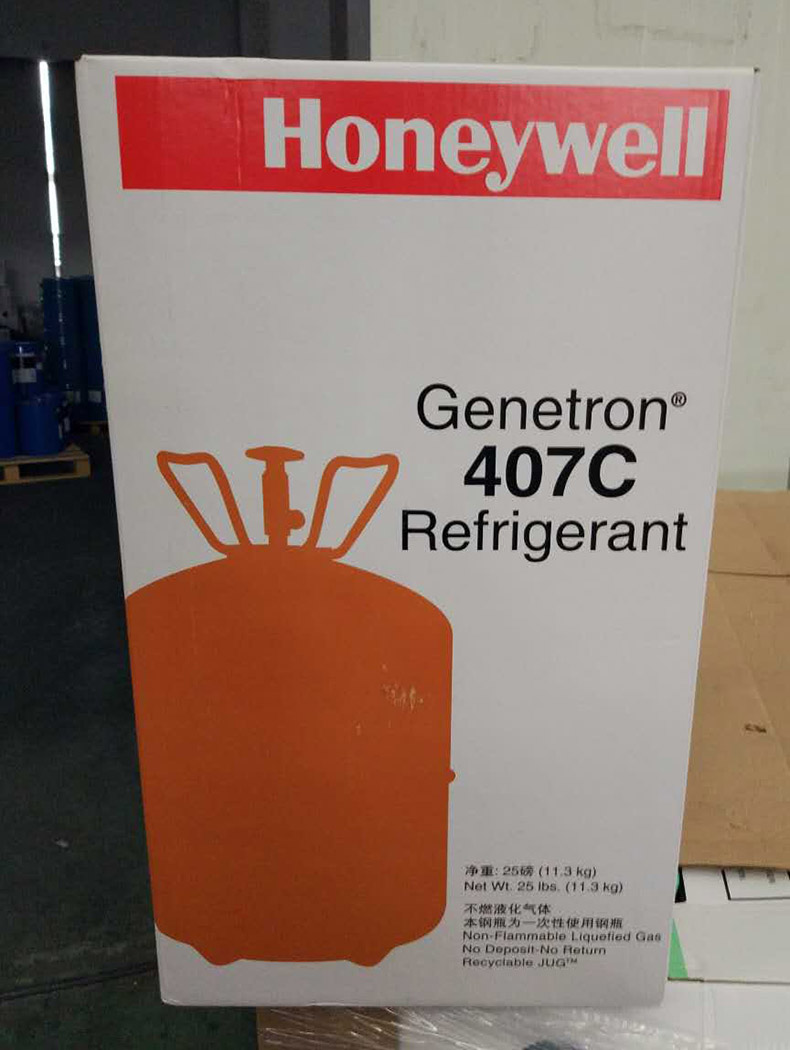 Honeywell
Genetron®
407C
Refrigerant
净重: 25磅 (11.3 kg)
Net Wt. 25 lbs. (11.3 kg)
不燃液化气体
本钢瓶为一次性使用钢瓶
Non-Flammable Liquefied Gas
No Deposit-No Return
Recyclable JUG™